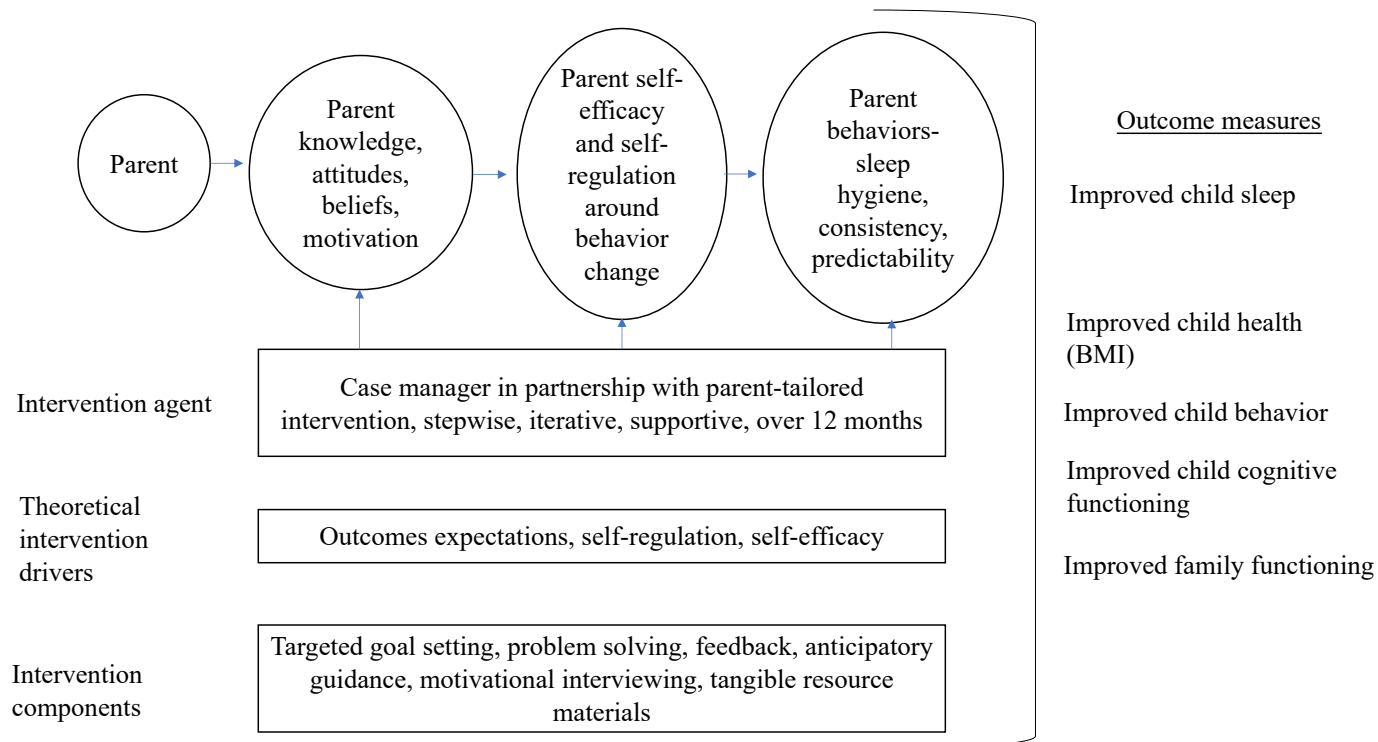 Parent
Parent
knowledge,
attitudes,
beliefs,
motivation
Parent self-
efficacy
and self-
regulation
around
behavior
change
Parent
behaviors-
sleep
hygiene,
consistency,
predictability
Outcome measures
Improved child sleep
Improved child health
(BMI)
Improved child behavior
Improved child cognitive
functioning
Improved family functioning
Intervention agent
Case manager in partnership with parent-tailored
intervention, stepwise, iterative, supportive, over 12 months
Theoretical
intervention
drivers
Outcomes expectations, self-regulation, self-efficacy
Intervention
components
Targeted goal setting, problem solving, feedback, anticipatory
guidance, motivational interviewing, tangible resource
materials